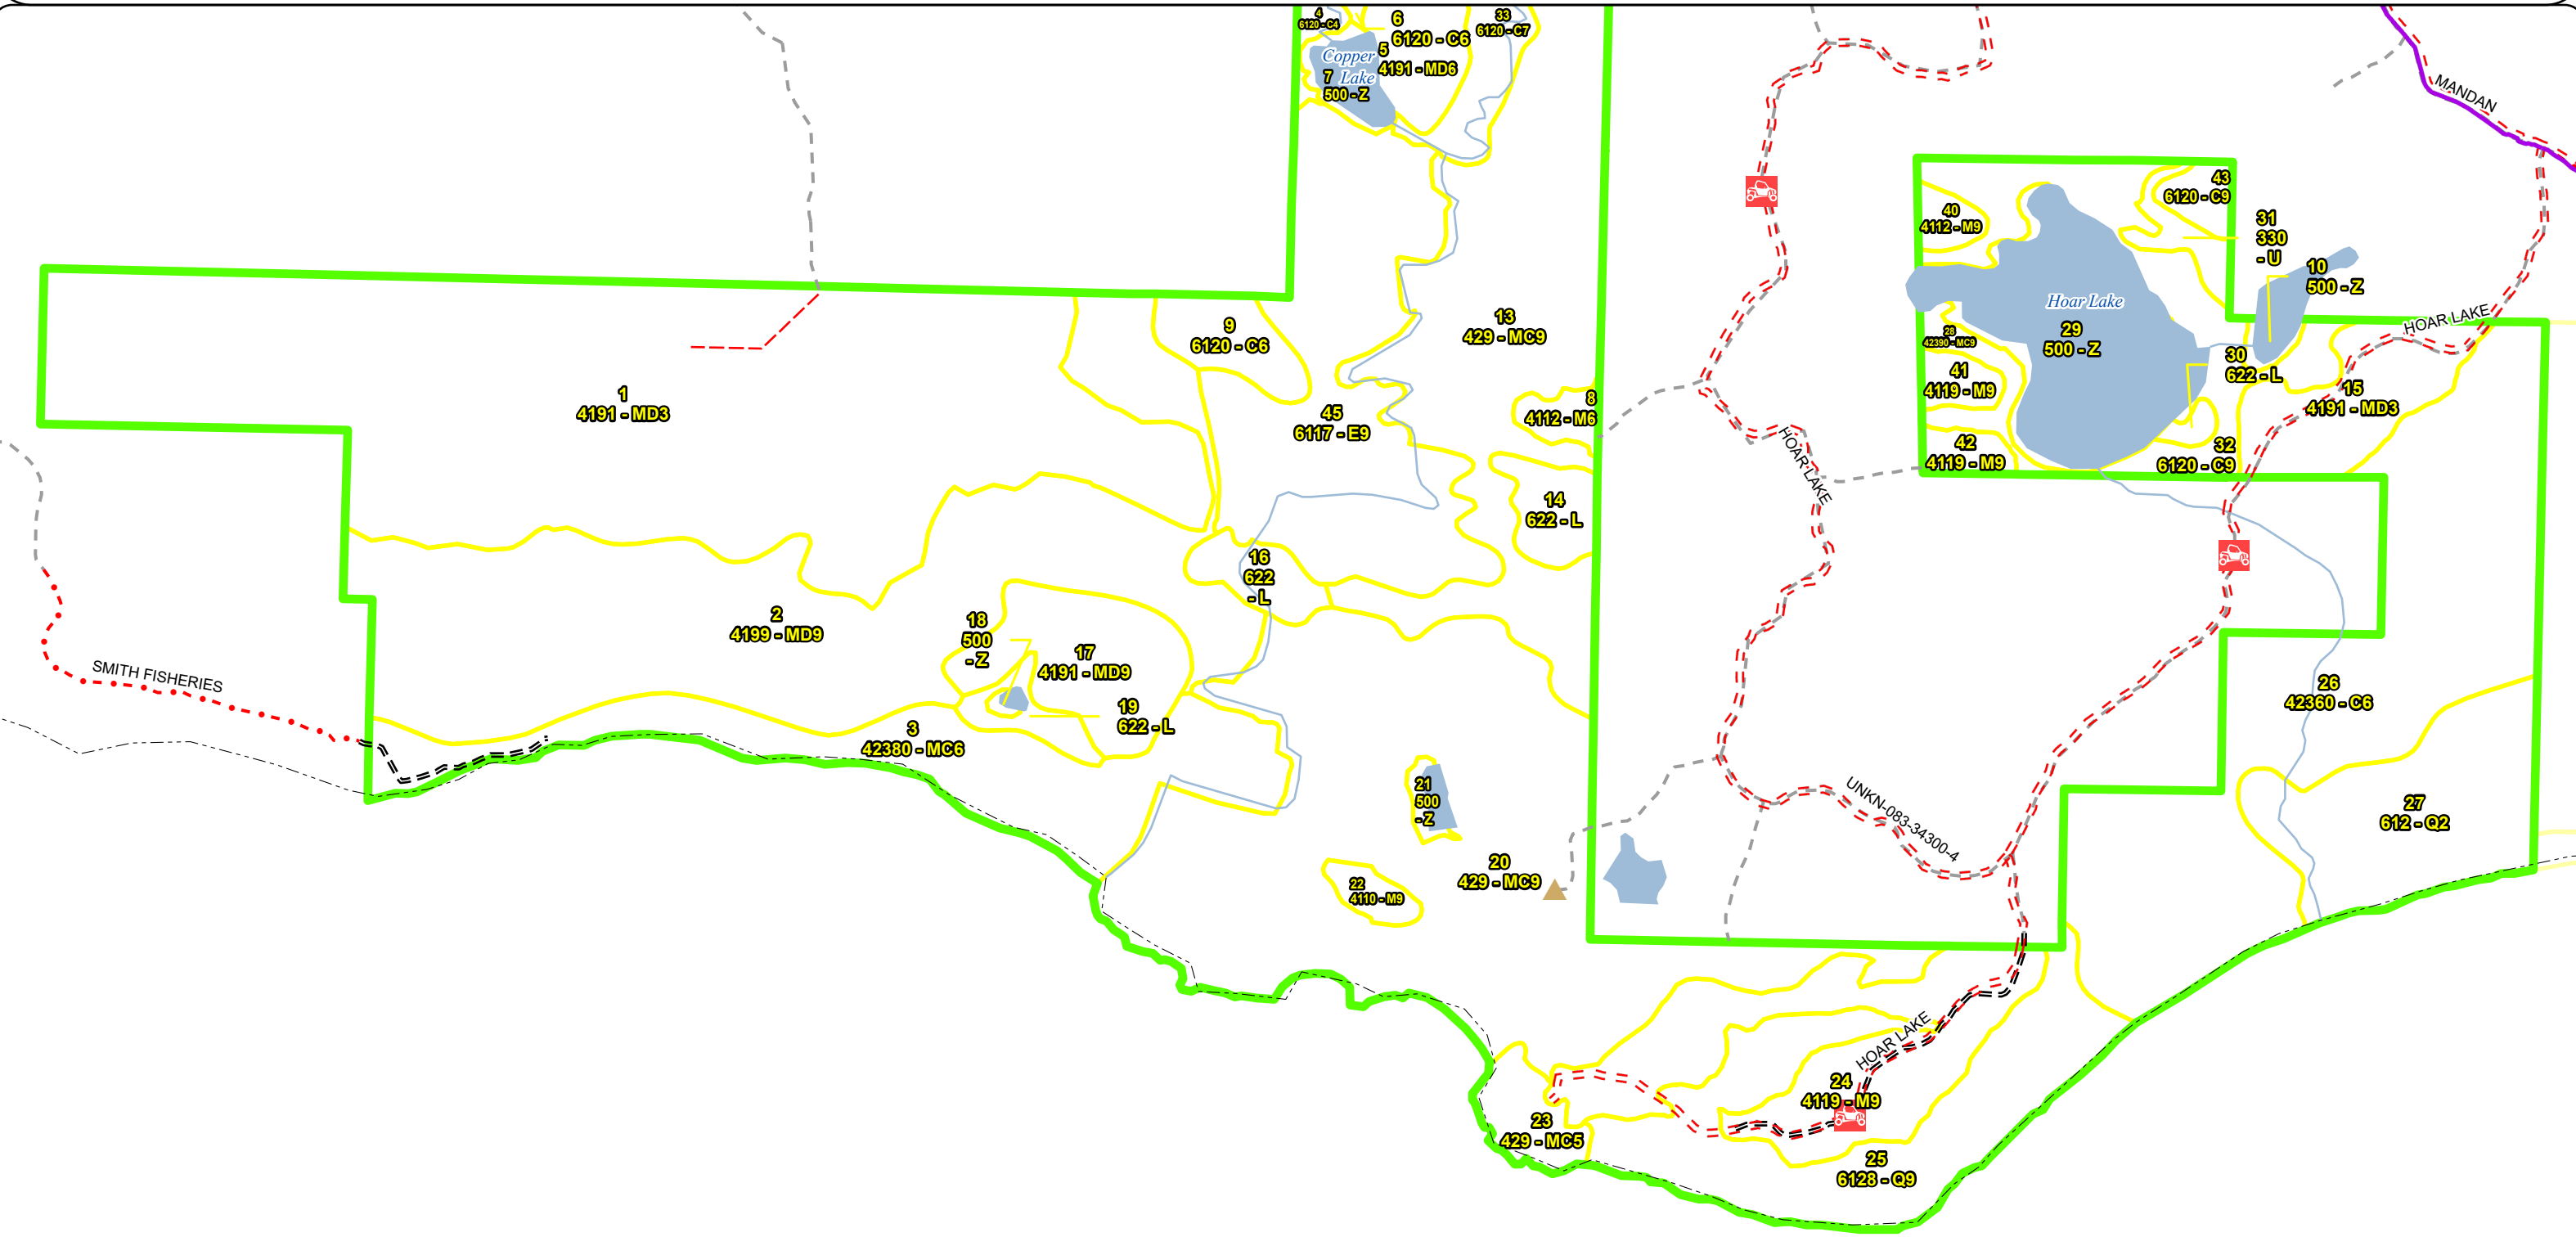 4
6120 - C4
6
6120 - C6
33
6120 - C7
5
4191 - MD6
Copper
Lake
7
500 - Z
MANDAN
43
6120 - C9
40
4112 - M9
31
330
- U
10
500 - Z
Hoar Lake
29
500 - Z
HOAR LAKE
28
42390 - MC9
30
622 - L
41
4119 - M9
15
4191 - MD3
42
4119 - M9
32
6120 - C9
9
6120 - C6
13
429 - MC9
1
4191 - MD3
45
6117 - E9
8
4112 - M6
HOAR LAKE
14
622 - L
16
622
- L
2
4199 - MD9
18
500
- Z
17
4191 - MD9
SMITH FISHERIES
19
622 - L
3
42380 - MC6
26
42360 - C6
21
500
- Z
UNKN-083-34300-4
27
612 - Q2
20
429 - MC9
22
4110 - M9
HOAR LAKE
24
4119 - M9
23
429 - MC5
25
6128 - Q9